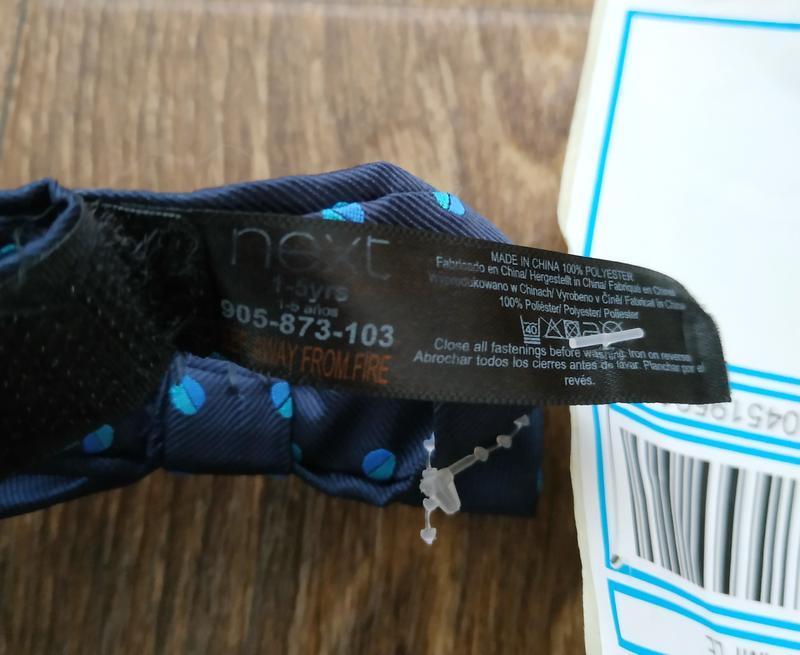 next
1-5 años
905-873-103
AWAY FROM FIRE
MADE IN CHINA 100% POLYESTER
Fabricado en China/ Hergestellt in China/ Fabriqué en Chine/
Wyprodukowano w Chinach/ Vyrobeno v Číně/ Fabricat în China
100% Poliéster/ Polyester/ Poliester
40
Close all fastenings before washing. Iron on reverse
Abrochar todos los cierres antes de lavar. Planchar por el
revés.